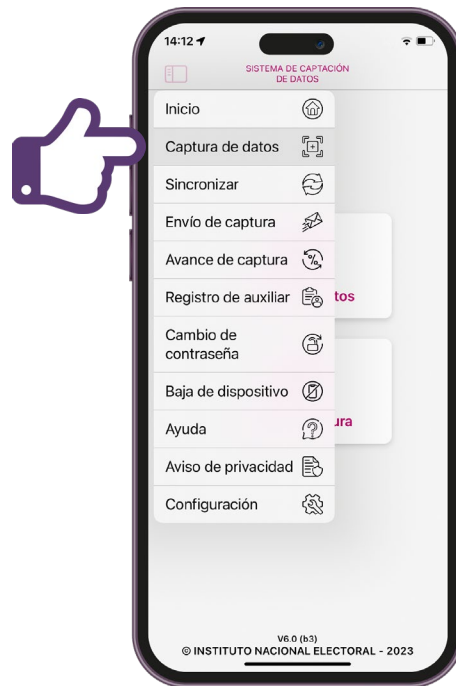 14:12
SISTEMA DE CAPTACIÓN
DE DATOS
Inicio
Captura de datos
Sincronizar
Envío de captura
Avance de captura
Registro de auxiliar
tos
Cambio de
contraseña
Baja de dispositivo
Ayuda
ura
Aviso de privacidad
Configuración
V6.0 (b3)
© INSTITUTO NACIONAL ELECTORAL - 2023